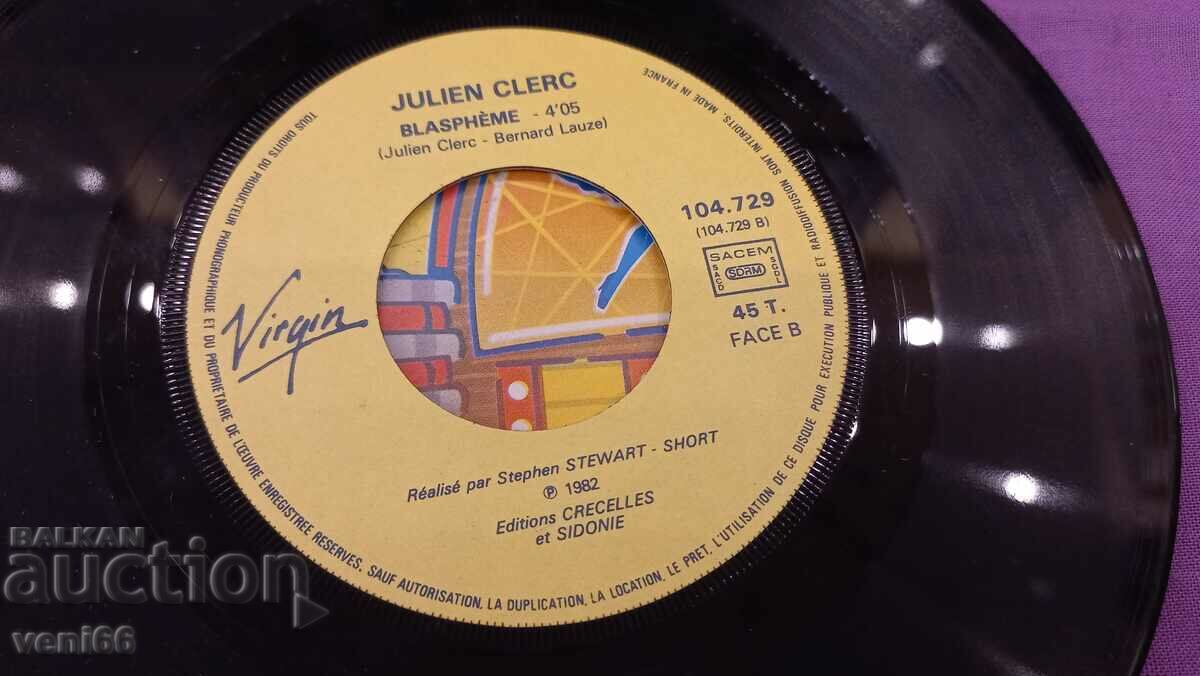 JULIEN CLERC
BLASPHÈME - 4'05
(Julien Clerc - Bernard Lauze)
104.729
(104.729 B)
SACEM
SACD
SDRM
SGDL
45 T.
FACE B
Virgin
Réalisé par Stephen STEWART - SHORT
℗ 1982
Editions CRECELLES
et SIDONIE
TOUS DROITS DU PRODUCTEUR PHONOGRAPHIQUE ET DU PROPRIETAIRE DE L'ŒUVRE ENREGISTREE RESERVES. SAUF AUTORISATION, LA DUPLICATION, LA LOCATION, LE PRET, L'UTILISATION DE CE DISQUE POUR EXECUTION PUBLIQUE ET RADIODIFFUSION SONT INTERDITS. MADE IN FRANCE
BALKAN
auction
veni66